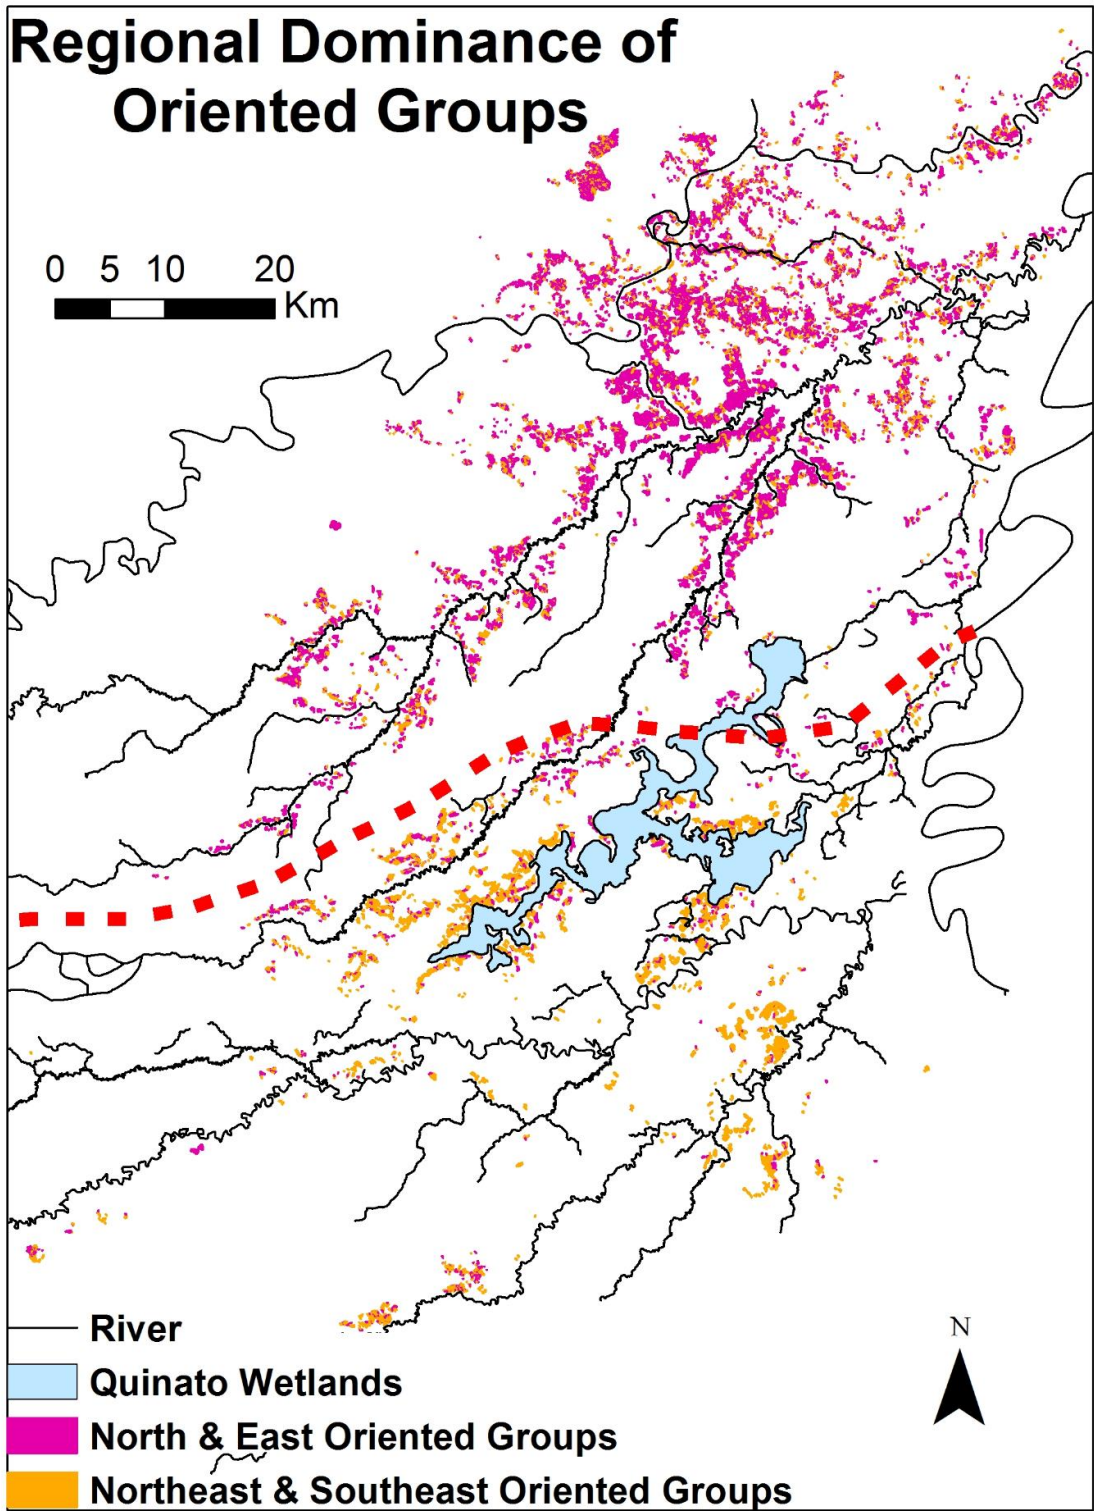 Regional Dominance of
Oriented Groups
0 5 10 20
Km
N
River
Quinato Wetlands
North & East Oriented Groups
Northeast & Southeast Oriented Groups